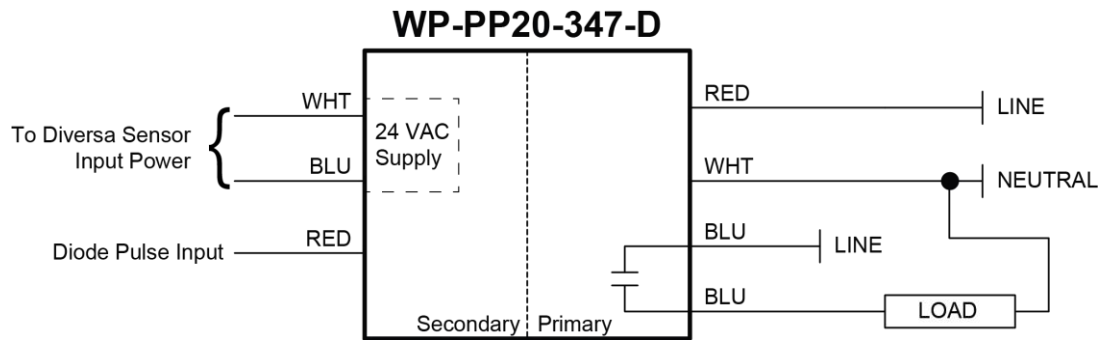 WP-PP20-347-D
WHT
To Diversa Sensor
Input Power
24 VAC
Supply
BLU
RED
Diode Pulse Input
Secondary
Primary
RED
LINE
WHT
NEUTRAL
BLU
LINE
BLU
LOAD